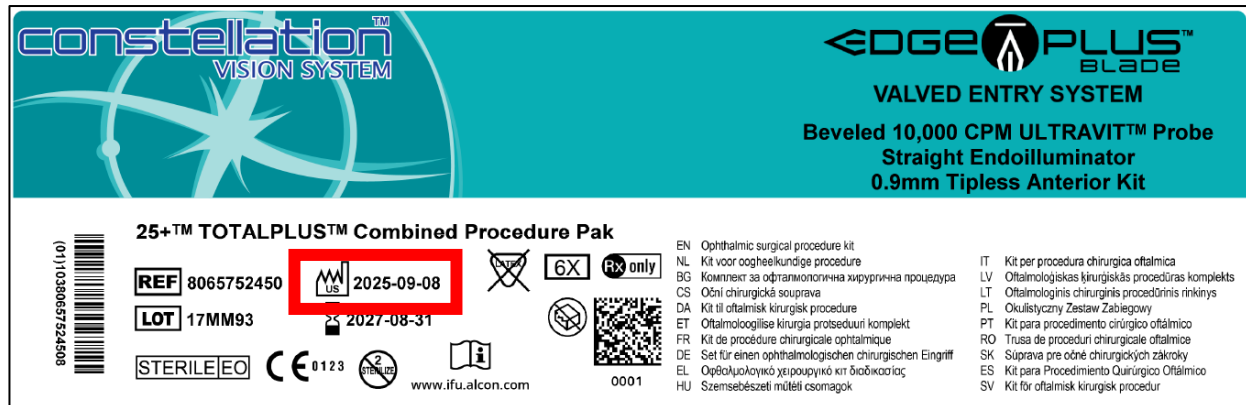 constellation™
VISION SYSTEM
EDGE PLUS™
BLADE
VALVED ENTRY SYSTEM
Beveled 10,000 CPM ULTRAVIT™ Probe
Straight Endoilluminator
0.9mm Tipless Anterior Kit
25+™ TOTALPLUS™ Combined Procedure Pak
(01)10380657524508
REF 8065752450
US 2025-09-08
LATEX
6X
Rx only
LOT 17MM93
2027-08-31
STERILE EO
CE 0123
2 STERILIZE
www.ifu.alcon.com
0001
EN Ophthalmic surgical procedure kit
NL Kit voor oogheelkundige procedure
BG Комплект за офталмологична хирургична процедура
CS Oční chirurgická souprava
DA Kit til oftalmisk kirurgisk procedure
ET Oftalmoloogilise kirurgia protseduuri komplekt
FR Kit de procédure chirurgicale ophtalmique
DE Set für einen ophthalmologischen chirurgischen Eingriff
EL Οφθαλμολογικό χειρουργικό κιτ διαδικασίας
HU Szemsebészeti műtéti csomagok
IT Kit per procedura chirurgica oftalmica
LV Oftalmoloģiskas ķirurģiskās procedūras komplekts
LT Oftalmologinis chirurginis procedūrinis rinkinys
PL Okulistyczny Zestaw Zabiegowy
PT Kit para procedimento cirúrgico oftálmico
RO Trusa de proceduri chirurgicale oftalmice
SK Súprava pre očné chirurgických zákroky
ES Kit para Procedimiento Quirúrgico Oftálmico
SV Kit för oftalmisk kirurgisk procedur